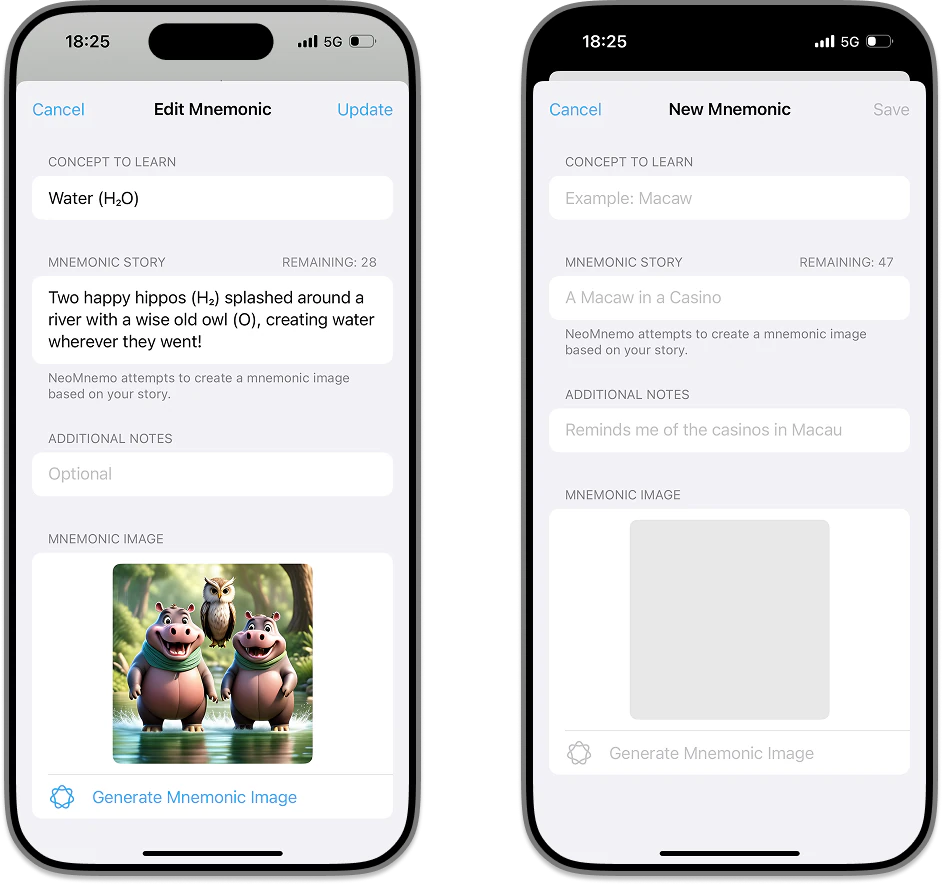 18:25
5G
Cancel
Edit Mnemonic
Update
CONCEPT TO LEARN
Water (H₂O)
MNEMONIC STORY
REMAINING: 28
Two happy hippos (H₂) splashed around a
river with a wise old owl (O), creating water
wherever they went!
NeoMnemo attempts to create a mnemonic image
based on your story.
ADDITIONAL NOTES
Optional
MNEMONIC IMAGE
Generate Mnemonic Image
18:25
5G
Cancel
New Mnemonic
Save
CONCEPT TO LEARN
Example: Macaw
MNEMONIC STORY
REMAINING: 47
A Macaw in a Casino
NeoMnemo attempts to create a mnemonic image
based on your story.
ADDITIONAL NOTES
Reminds me of the casinos in Macau
MNEMONIC IMAGE
Generate Mnemonic Image